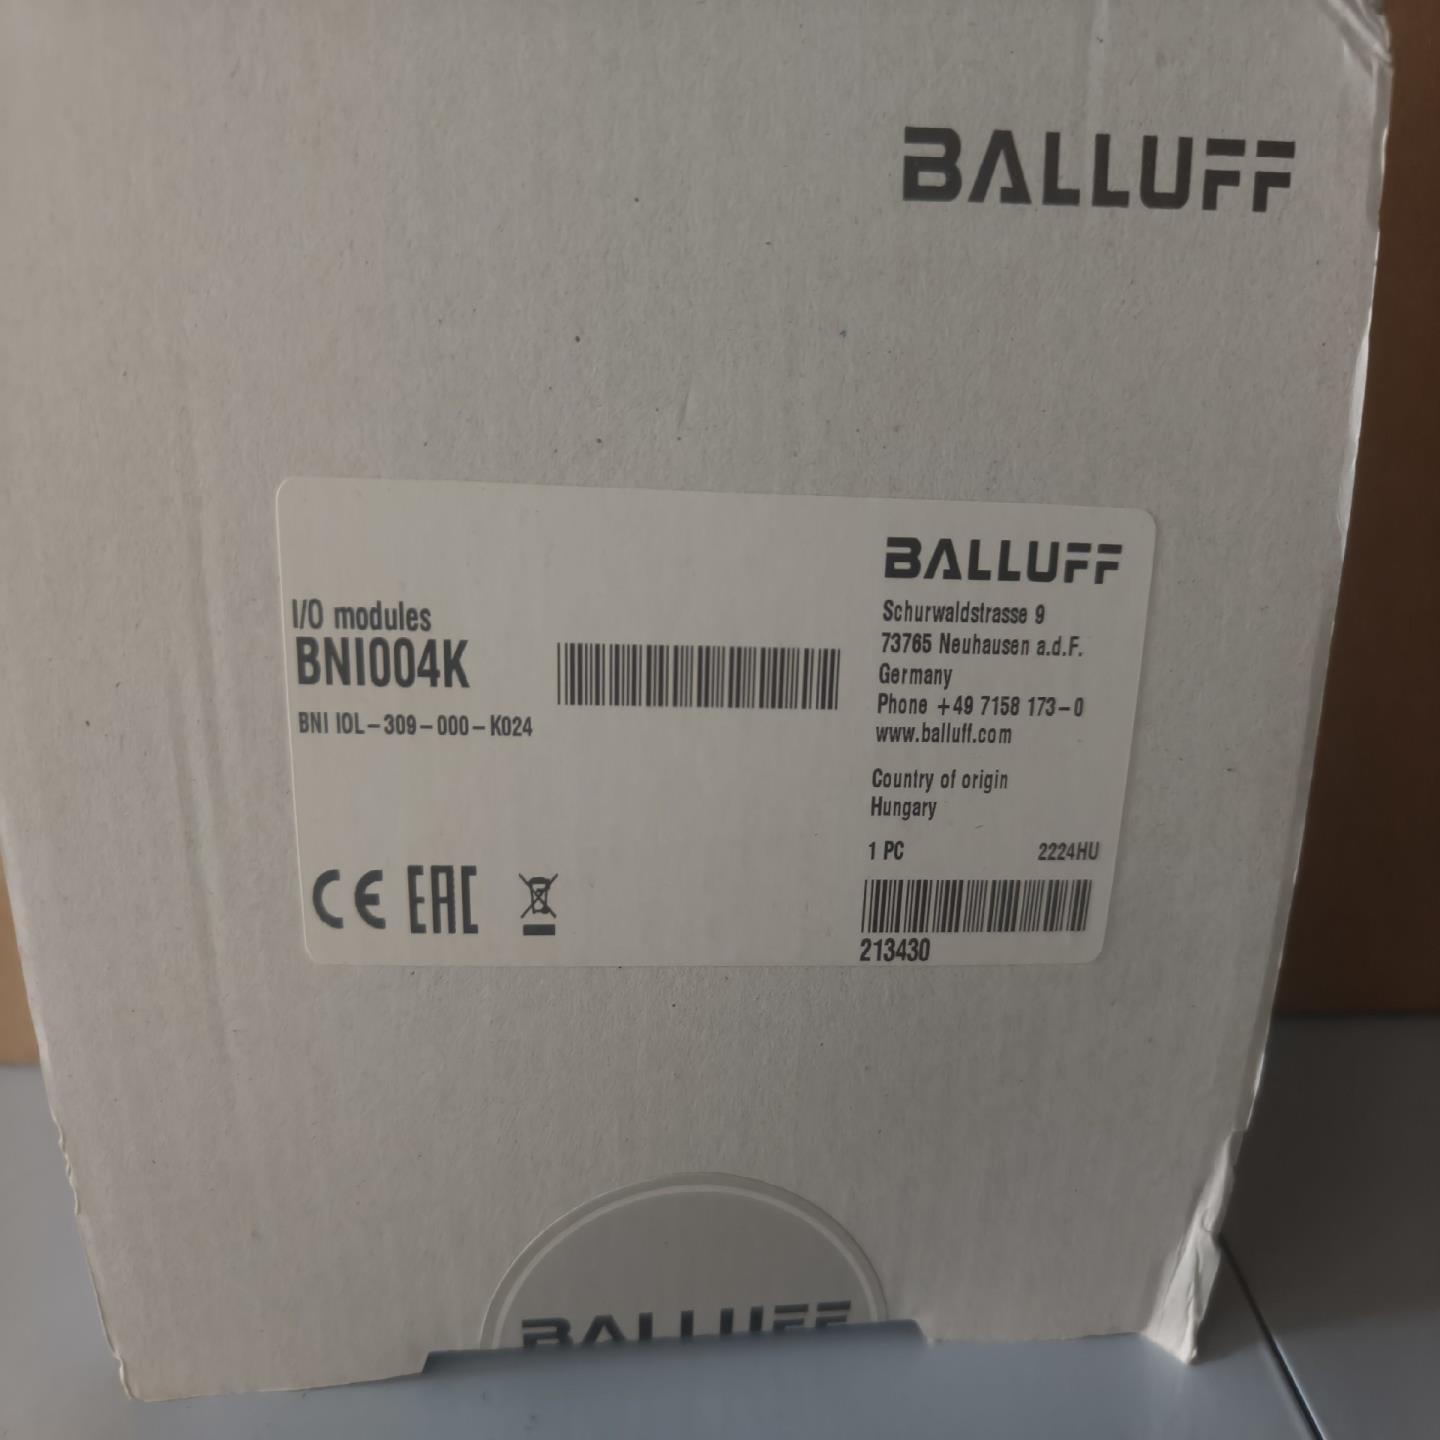 BALLUFF
I/O modules
BNI004K
BNI IOL-309-000-K024
BALLUFF
Schurwaldstrasse 9
73765 Neuhausen a.d.F.
Germany
Phone +49 7158 173-0
www.balluff.com
Country of origin
Hungary
1 PC 2224HU
213430
CE EAC
BALLUFF